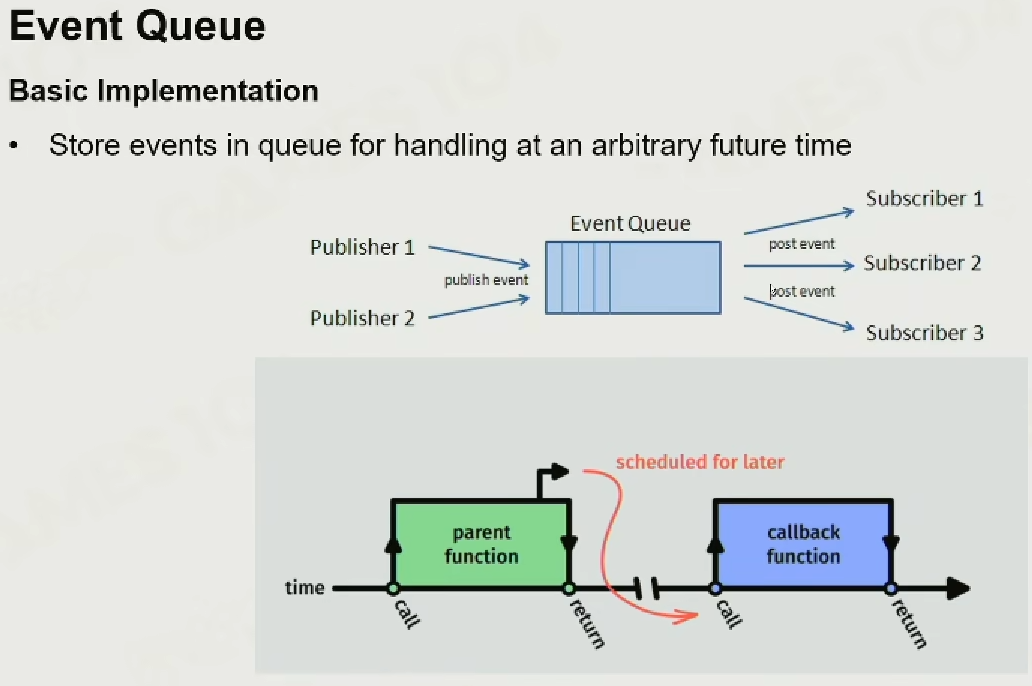 Event Queue
Basic Implementation
• Store events in queue for handling at an arbitrary future time
Event Queue
Publisher 1
publish event
Publisher 2
Subscriber 1
post event
Subscriber 2
post event
Subscriber 3
scheduled for later
parent
function
callback
function
time
call
return
call
return